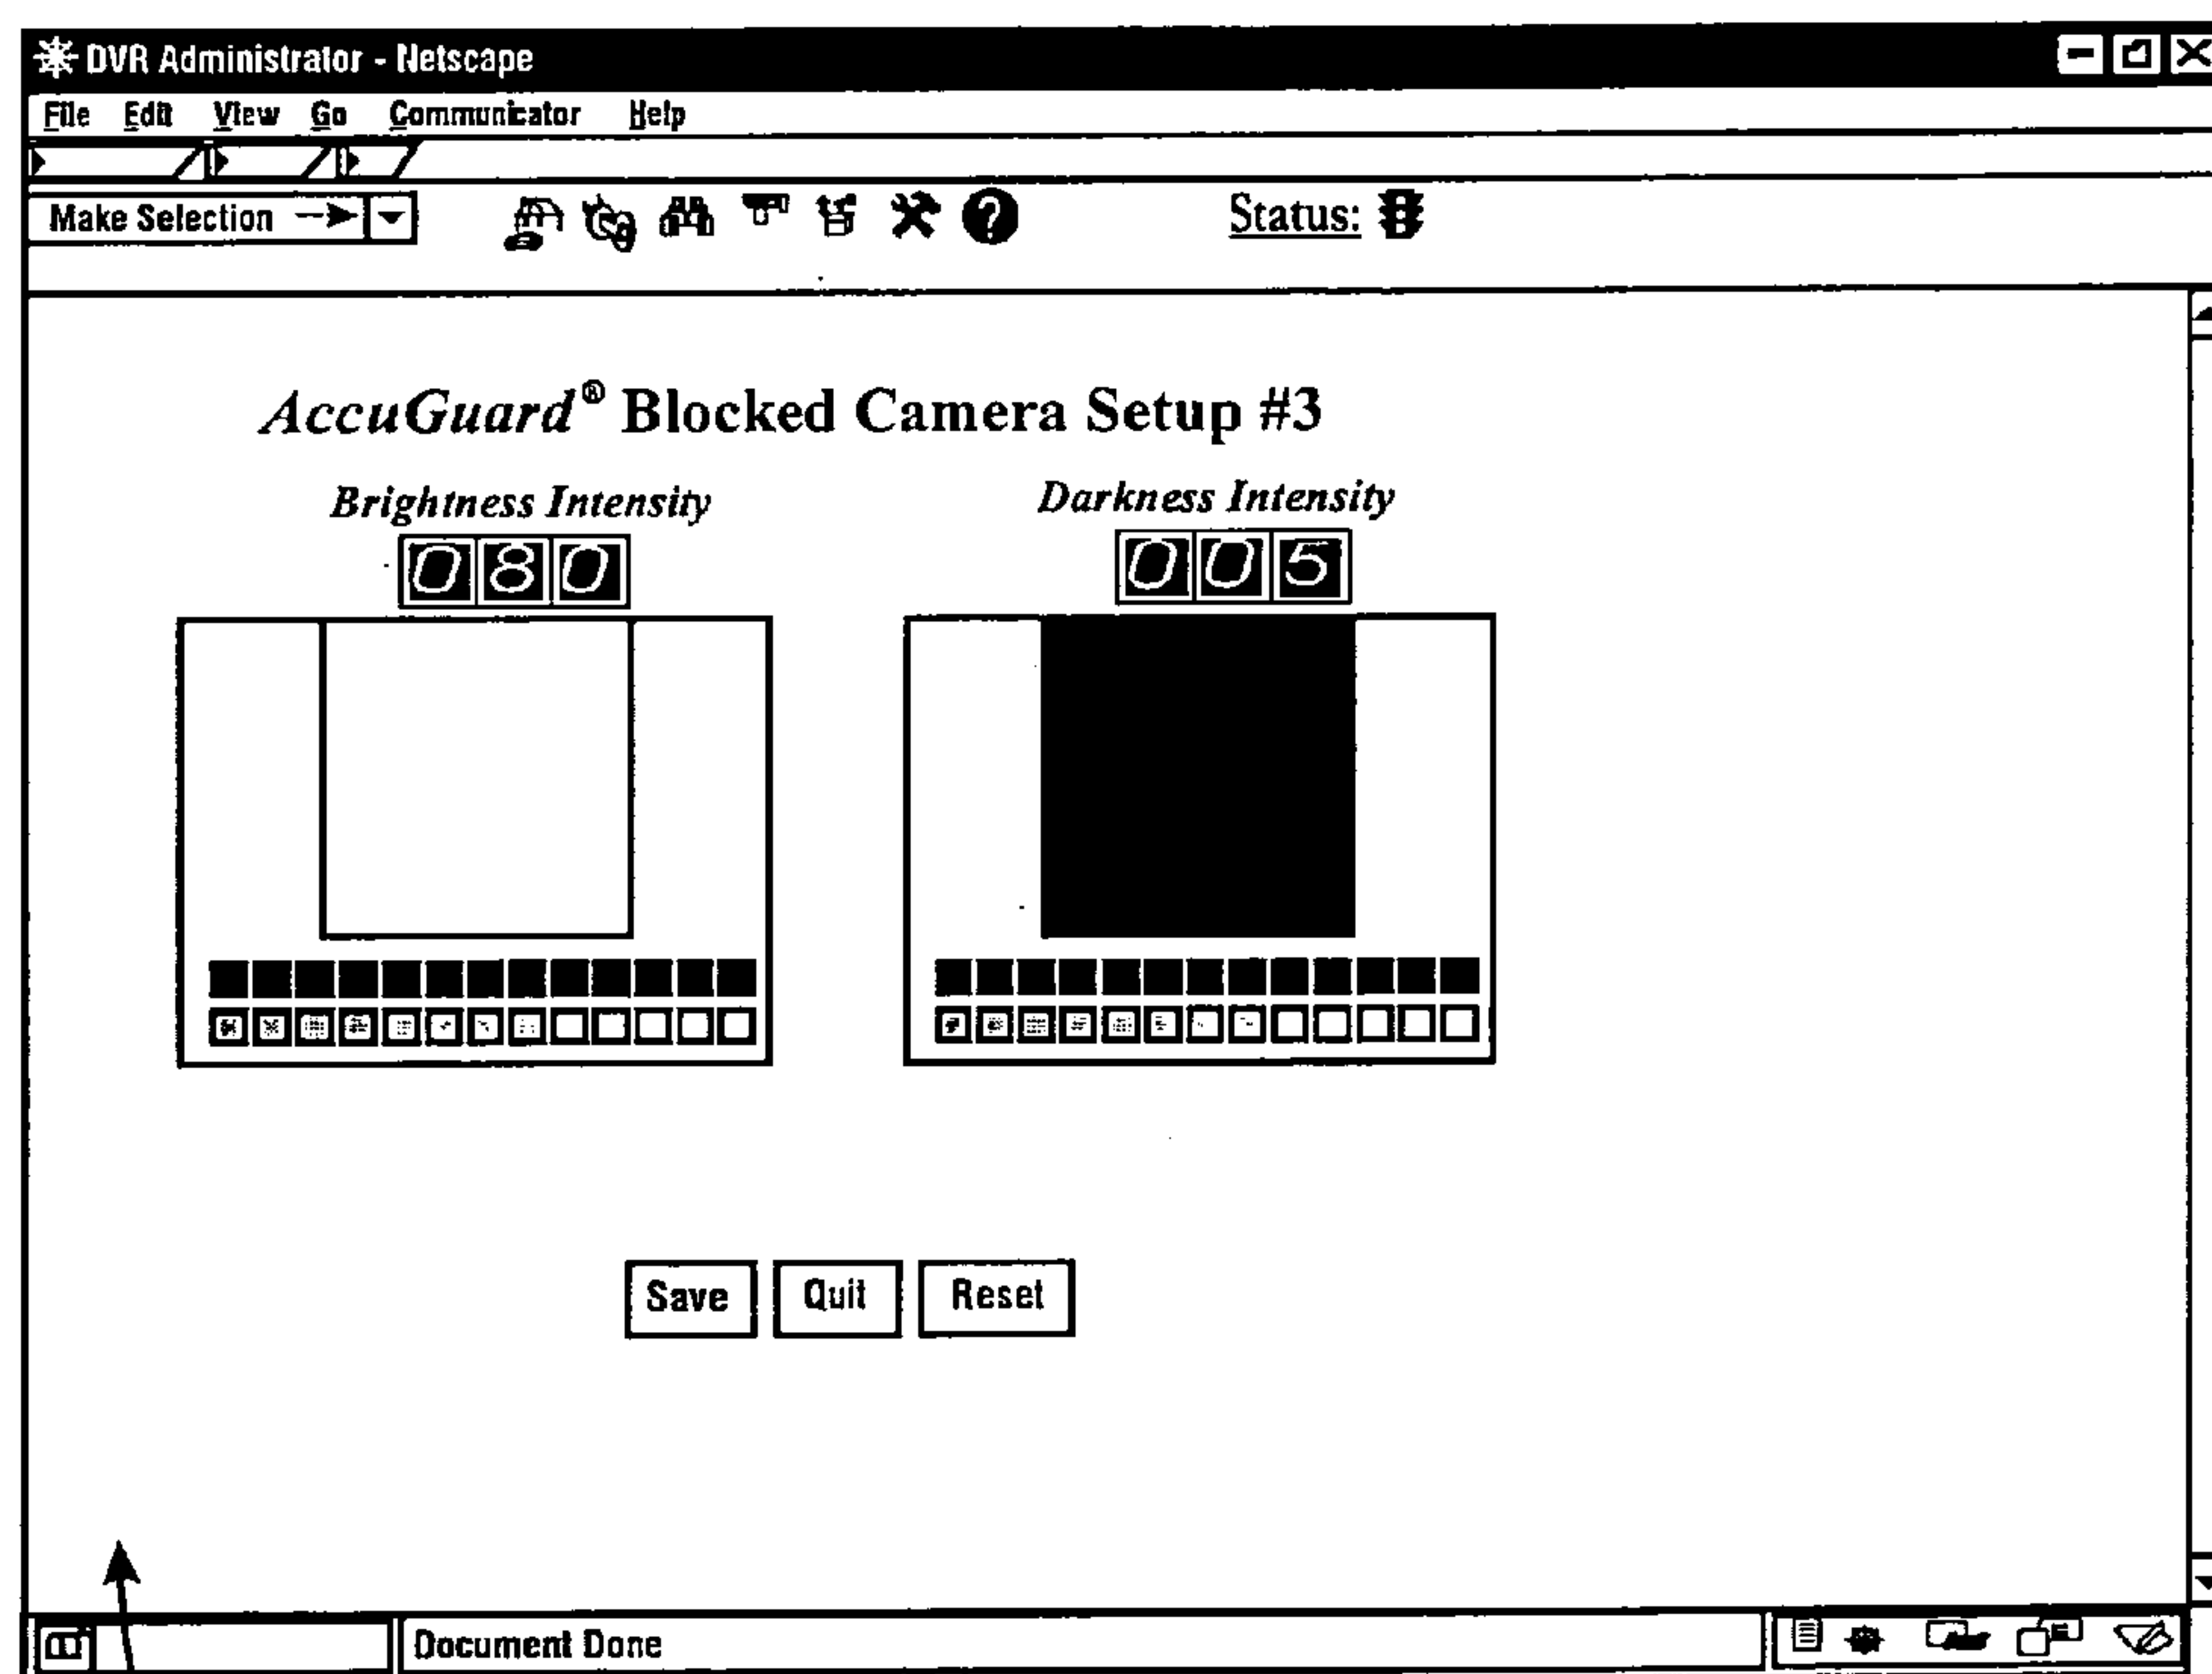 DVR Administrator - Netscape
File Edit View Go Communicator Help
Make Selection
Status:
AccuGuard® Blocked Camera Setup #3
Brightness Intensity Darkness Intensity
080 005
Save Quit Reset
Document Done